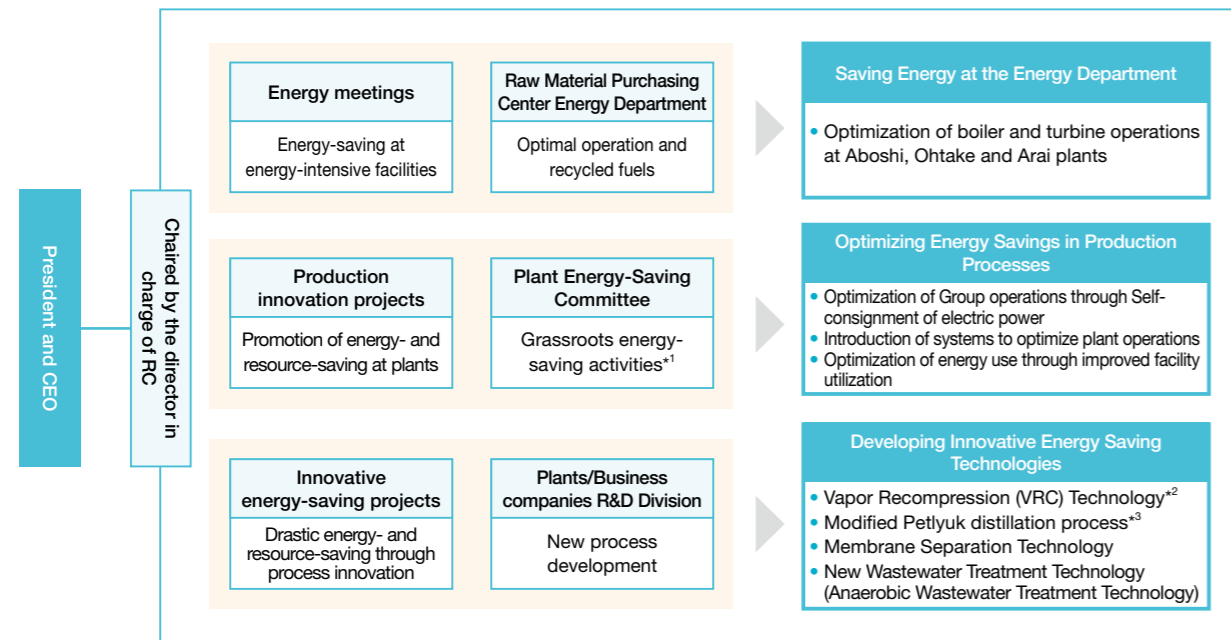 President and CEO
Chaired by the director in
charge of RC
Energy meetings
Energy-saving at
energy-intensive facilities
Raw Material Purchasing
Center Energy Department
Optimal operation and
recycled fuels
Saving Energy at the Energy Department
• Optimization of boiler and turbine operations
at Aboshi, Ohtake and Arai plants
Production
innovation projects
Promotion of energy- and
resource-saving at plants
Plant Energy-Saving
Committee
Grassroots energy-
saving activities*1
Optimizing Energy Savings in Production
Processes
• Optimization of Group operations through Self-
consignment of electric power
• Introduction of systems to optimize plant operations
• Optimization of energy use through improved facility
utilization
Innovative
energy-saving projects
Drastic energy- and
resource-saving through
process innovation
Plants/Business
companies R&D Division
New process
development
Developing Innovative Energy Saving
Technologies
• Vapor Recompression (VRC) Technology*2
• Modified Petlyuk distillation process*3
• Membrane Separation Technology
• New Wastewater Treatment Technology
(Anaerobic Wastewater Treatment Technology)